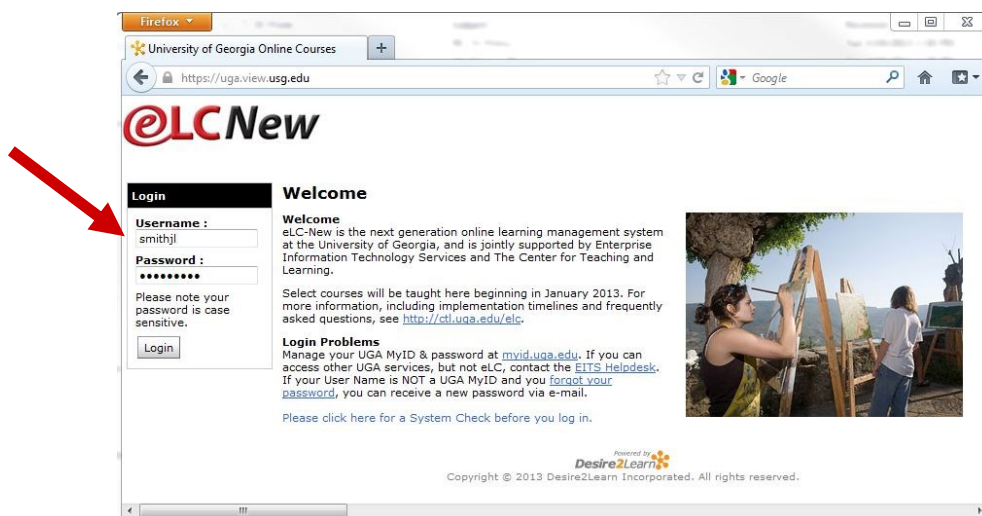 Firefox
University of Georgia Online Courses
+
https://uga.view.usg.edu
Google
eLCNew
Login
Username :
smithjl
Password :
•••••••••
Please note your
password is case
sensitive.
Login
Welcome
Welcome
eLC-New is the next generation online learning management system
at the University of Georgia, and is jointly supported by Enterprise
Information Technology Services and The Center for Teaching and
Learning.
Select courses will be taught here beginning in January 2013. For
more information, including implementation timelines and frequently
asked questions, see http://ctl.uga.edu/elc.
Login Problems
Manage your UGA MyID & password at myid.uga.edu. If you can
access other UGA services, but not eLC, contact the EITS Helpdesk.
If your User Name is NOT a UGA MyID and you forgot your
password, you can receive a new password via e-mail.
Please click here for a System Check before you log in.
Powered by
Desire2Learn
Copyright © 2013 Desire2Learn Incorporated. All rights reserved.